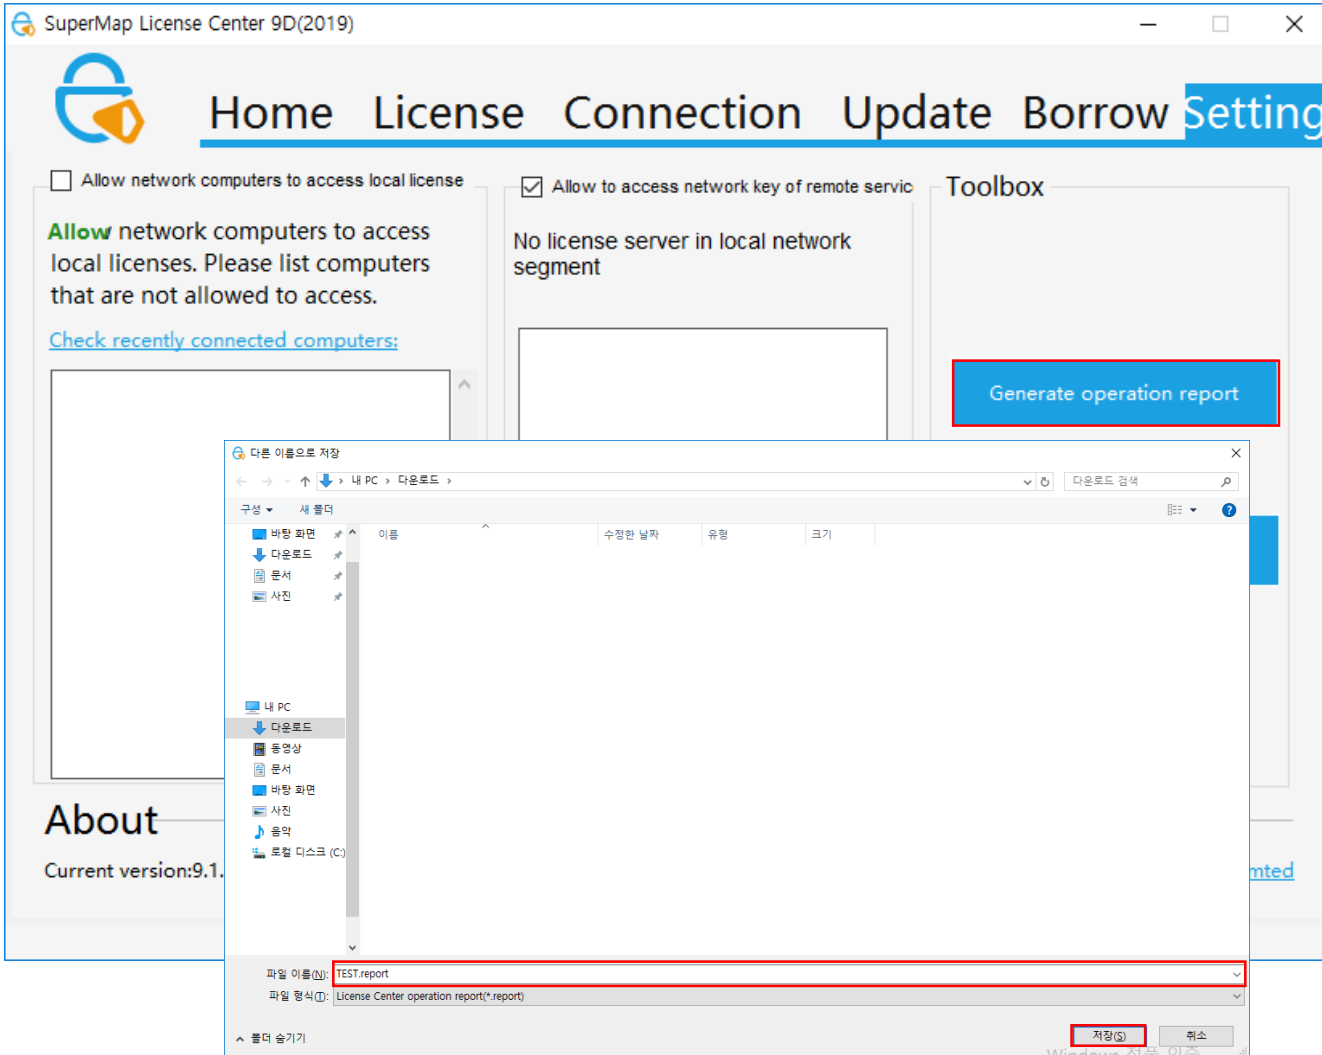 SuperMap License Center 9D(2019)
Home License Connection Update Borrow Setting
Allow network computers to access local license
Allow network computers to access
local licenses. Please list computers
that are not allowed to access.
Check recently connected computers:
Allow to access network key of remote servic
No license server in local network
segment
Toolbox
Generate operation report
다른 이름으로 저장
내 PC › 다운로드 ›
다운로드 검색
구성 새 폴더
이름 수정한 날짜 유형 크기
바탕 화면
다운로드
문서
사진
내 PC
다운로드
동영상
문서
바탕 화면
사진
음악
로컬 디스크 (C:)
About
Current version:9.1.
mted
파일 이름(N): TEST.report
파일 형식(T): License Center operation report(*.report)
폴더 숨기기
저장(S) 취소
Windows 정품 인증